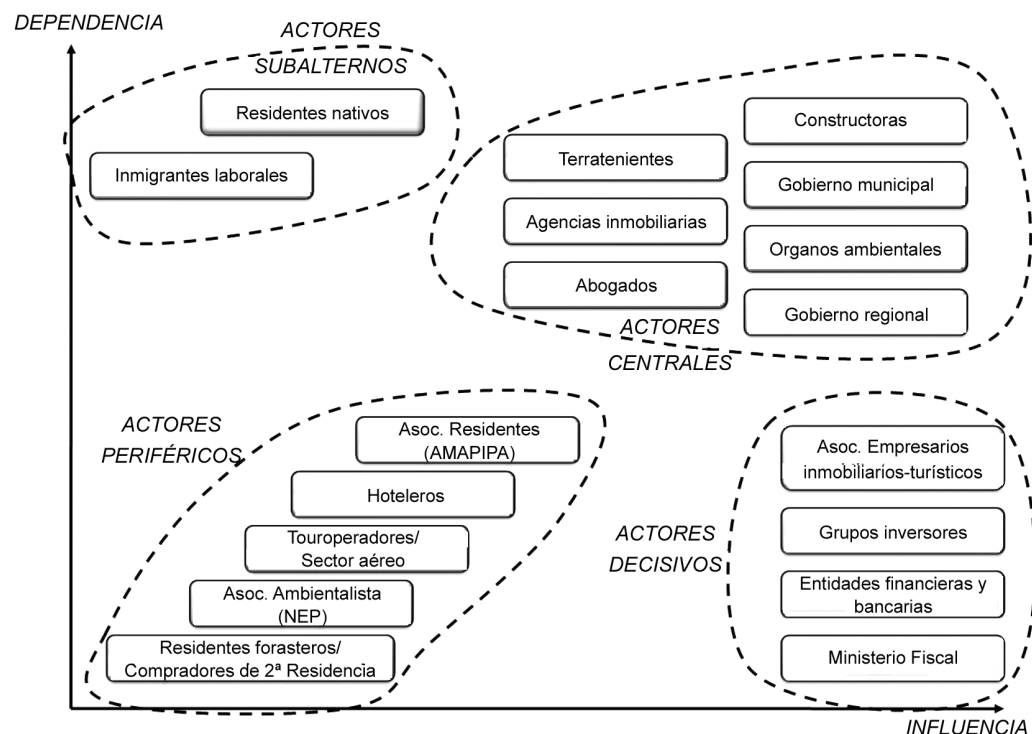 DEPENDENCIA
ACTORES
SUBALTERNOS
Residentes nativos
Inmigrantes laborales
Constructoras
Terratenientes
Gobierno municipal
Agencias inmobiliarias
Organos ambientales
Abogados
Gobierno regional
ACTORES
CENTRALES
ACTORES
PERIFÉRICOS
Asoc. Residentes
(AMAPIPA)
Hoteleros
Touroperadores/
Sector aéreo
Asoc. Ambientalista
(NEP)
Residentes forasteros/
Compradores de 2ª Residencia
ACTORES
DECISIVOS
Asoc. Empresarios
inmobiliarios-turísticos
Grupos inversores
Entidades financieras y
bancarias
Ministerio Fiscal
INFLUENCIA